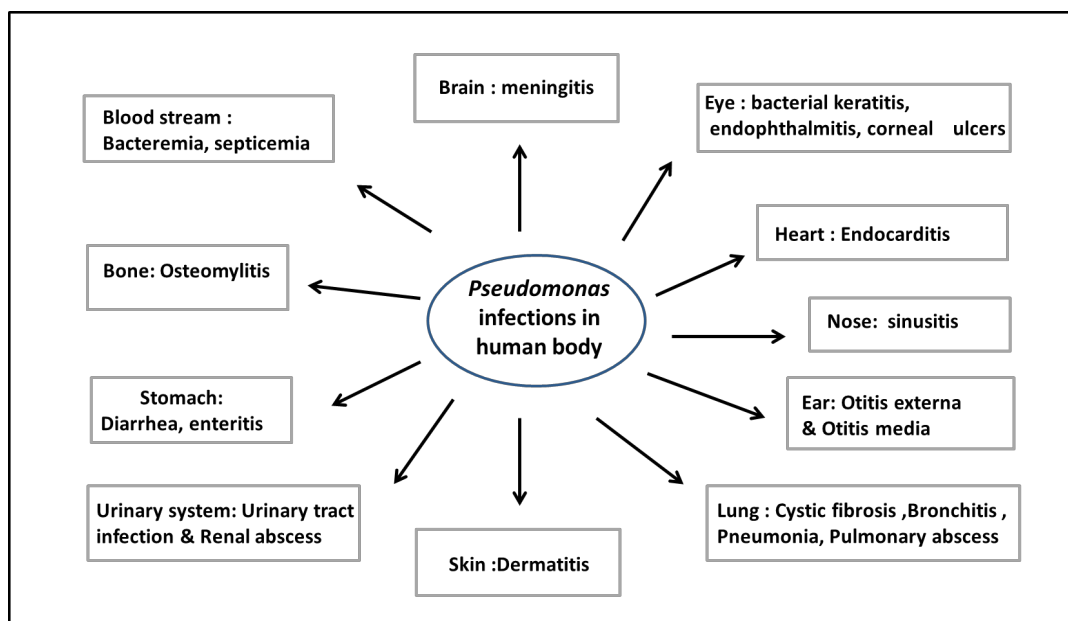 Brain : meningitis
Blood stream :
Bacteremia, septicemia
Eye : bacterial keratitis,
endophthalmitis, corneal ulcers
Heart : Endocarditis
Bone: Osteomylitis
Pseudomonas
infections in
human body
Nose: sinusitis
Stomach:
Diarrhea, enteritis
Ear: Otitis externa
& Otitis media
Urinary system: Urinary tract
infection & Renal abscess
Skin :Dermatitis
Lung : Cystic fibrosis ,Bronchitis ,
Pneumonia, Pulmonary abscess